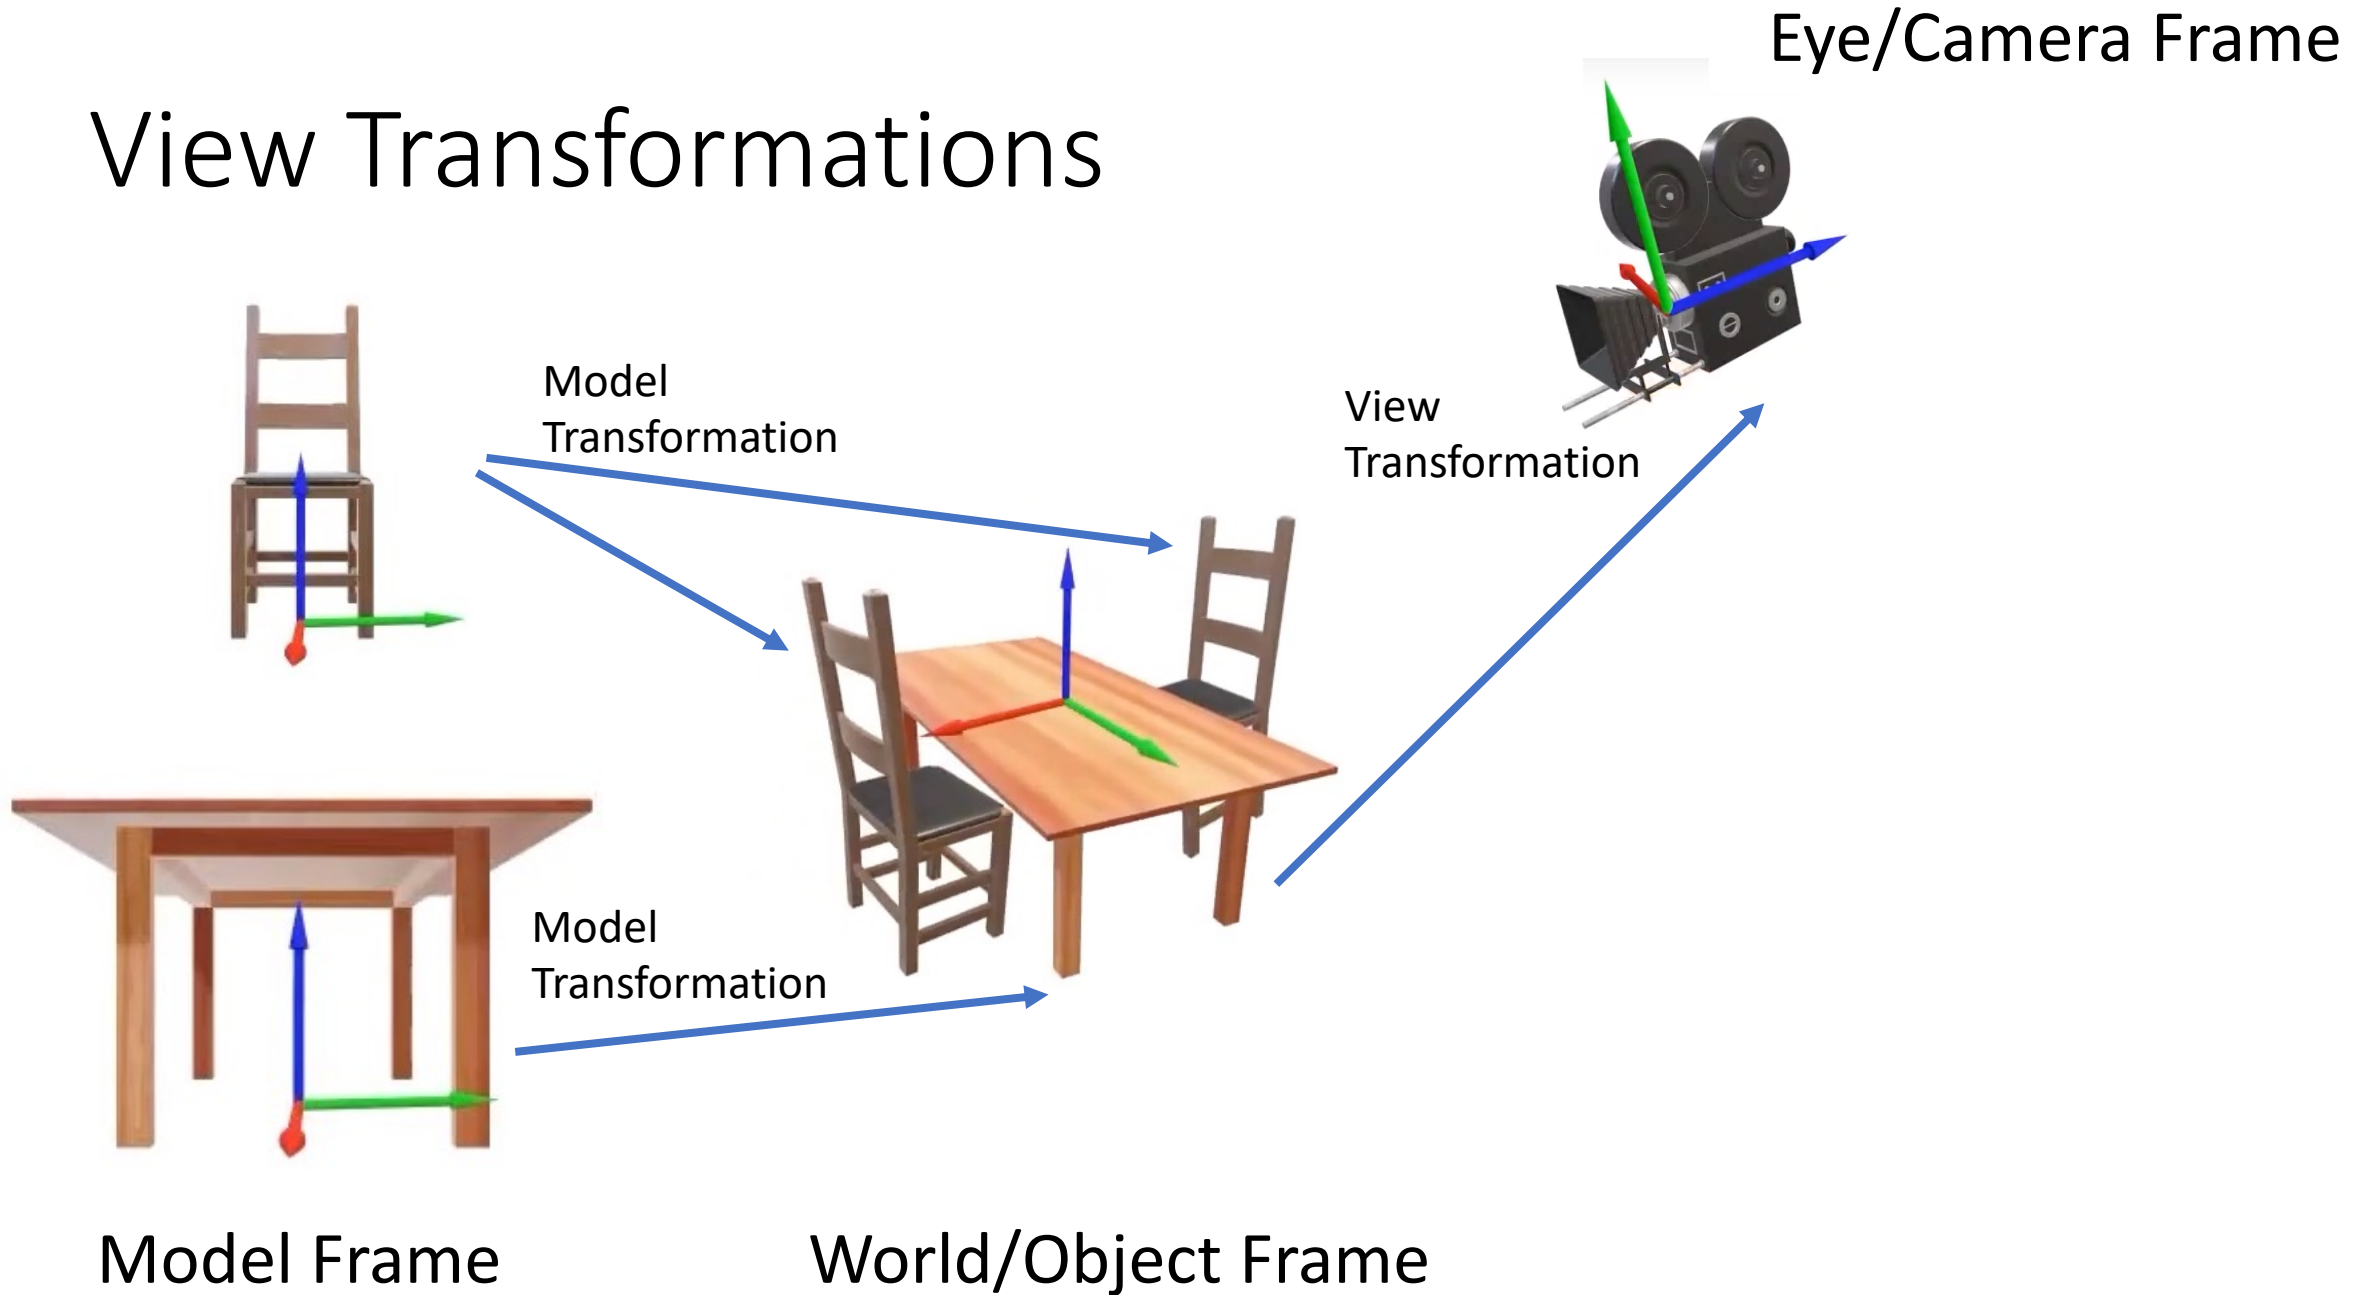 Eye/Camera Frame
View Transformations
Model
Transformation
View
Transformation
Model
Transformation
Model Frame
World/Object Frame